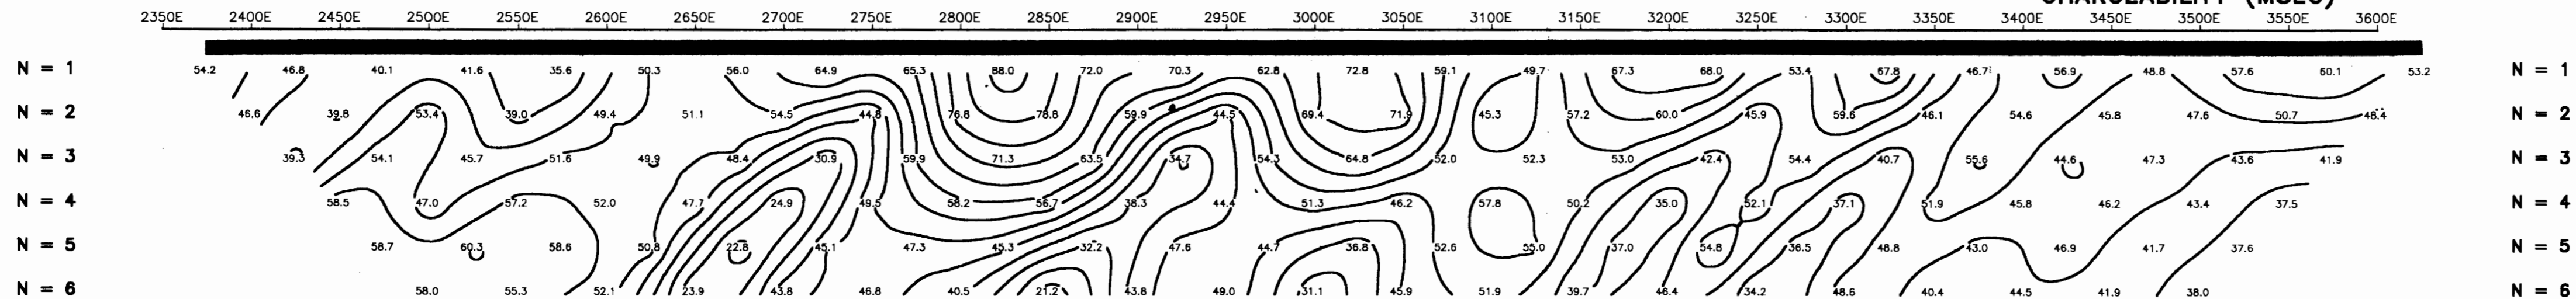 CHARGEABILITY (MSEC)
2350E 2400E 2450E 2500E 2550E 2600E 2650E 2700E 2750E 2800E 2850E 2900E 2950E 3000E 3050E 3100E 3150E 3200E 3250E 3300E 3350E 3400E 3450E 3500E 3550E 3600E
N = 1 54.2 46.8 40.1 41.6 35.6 50.3 56.0 64.9 65.3 88.0 72.0 70.3 62.8 72.8 59.1 49.7 67.3 68.0 53.4 67.8 46.7 56.9 48.8 57.6 60.1 53.2 N = 1
N = 2 46.6 39.8 53.4 39.0 49.4 51.1 54.5 44.8 76.8 78.8 59.9 44.5 69.4 71.9 45.3 57.2 60.0 45.9 59.6 46.1 54.6 45.8 47.6 50.7 48.4 N = 2
N = 3 39.3 54.1 45.7 51.6 49.9 48.4 30.9 59.9 71.3 63.5 34.7 54.3 64.8 52.0 52.3 53.0 42.4 54.4 40.7 55.6 44.6 47.3 43.6 41.9 N = 3
N = 4 58.5 47.0 57.2 52.0 47.7 24.9 49.5 58.2 56.7 38.3 44.4 51.3 46.2 57.8 50.2 35.0 52.1 37.1 51.9 45.8 46.2 43.4 37.5 N = 4
N = 5 58.7 60.3 58.6 50.8 22.8 45.1 47.3 45.3 32.2 47.6 44.7 36.8 52.6 55.0 37.0 54.8 36.5 48.8 43.0 46.9 41.7 37.6 N = 5
N = 6 58.0 55.3 52.1 23.9 43.8 46.8 40.5 21.2 43.8 49.0 31.1 45.9 51.9 39.7 46.4 34.2 48.6 40.4 44.5 41.9 38.0 N = 6